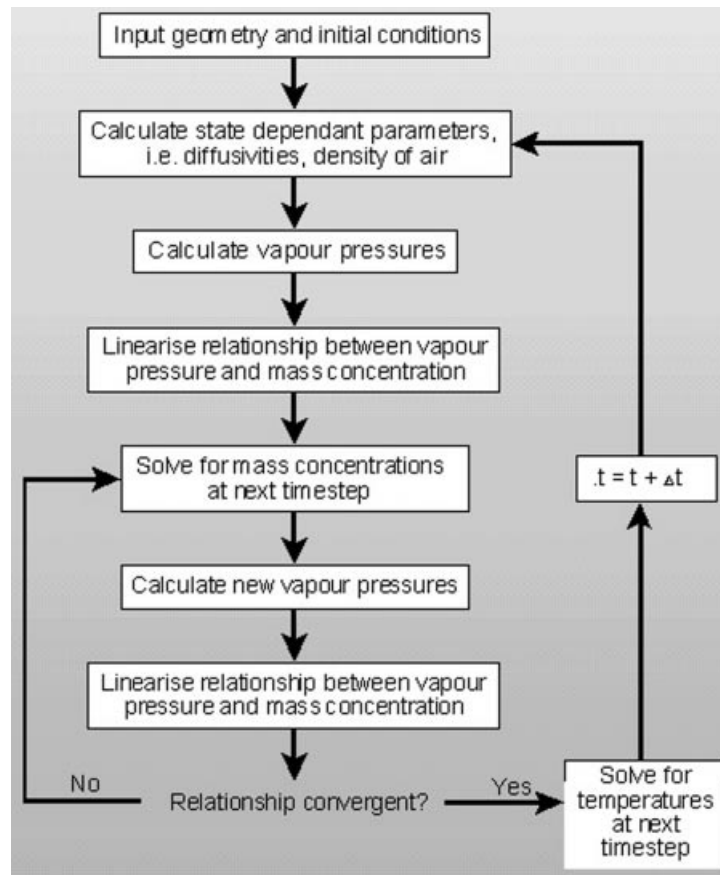 Input geometry and initial conditions
Calculate state dependant parameters,
i.e. diffusivities, density of air
Calculate vapour pressures
Linearise relationship between vapour
pressure and mass concentration
Solve for mass concentrations
at next timestep
.t = t + Δt
Calculate new vapour pressures
Linearise relationship between vapour
pressure and mass concentration
No
Relationship convergent?
Yes
Solve for
temperatures
at next
timestep